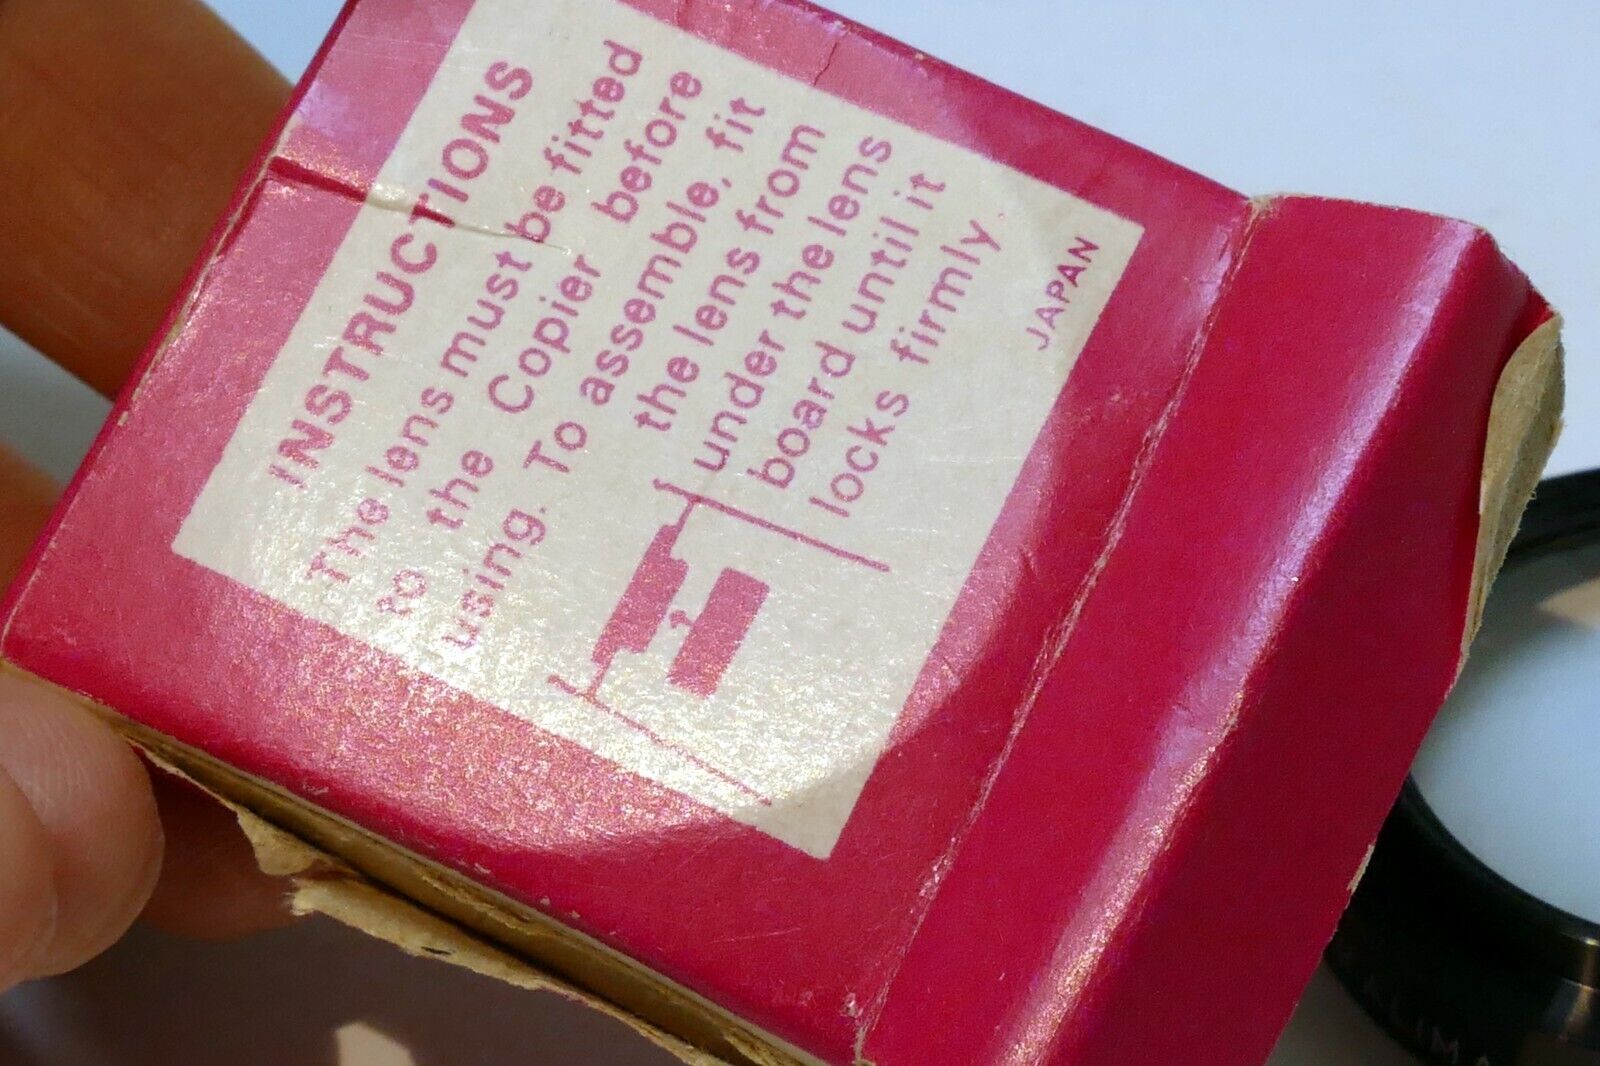 INSTRUCTIONS
The lens must be fitted
to the Copier before
using. To assemble, fit
the lens from
under the lens
board until it
locks firmly
JAPAN